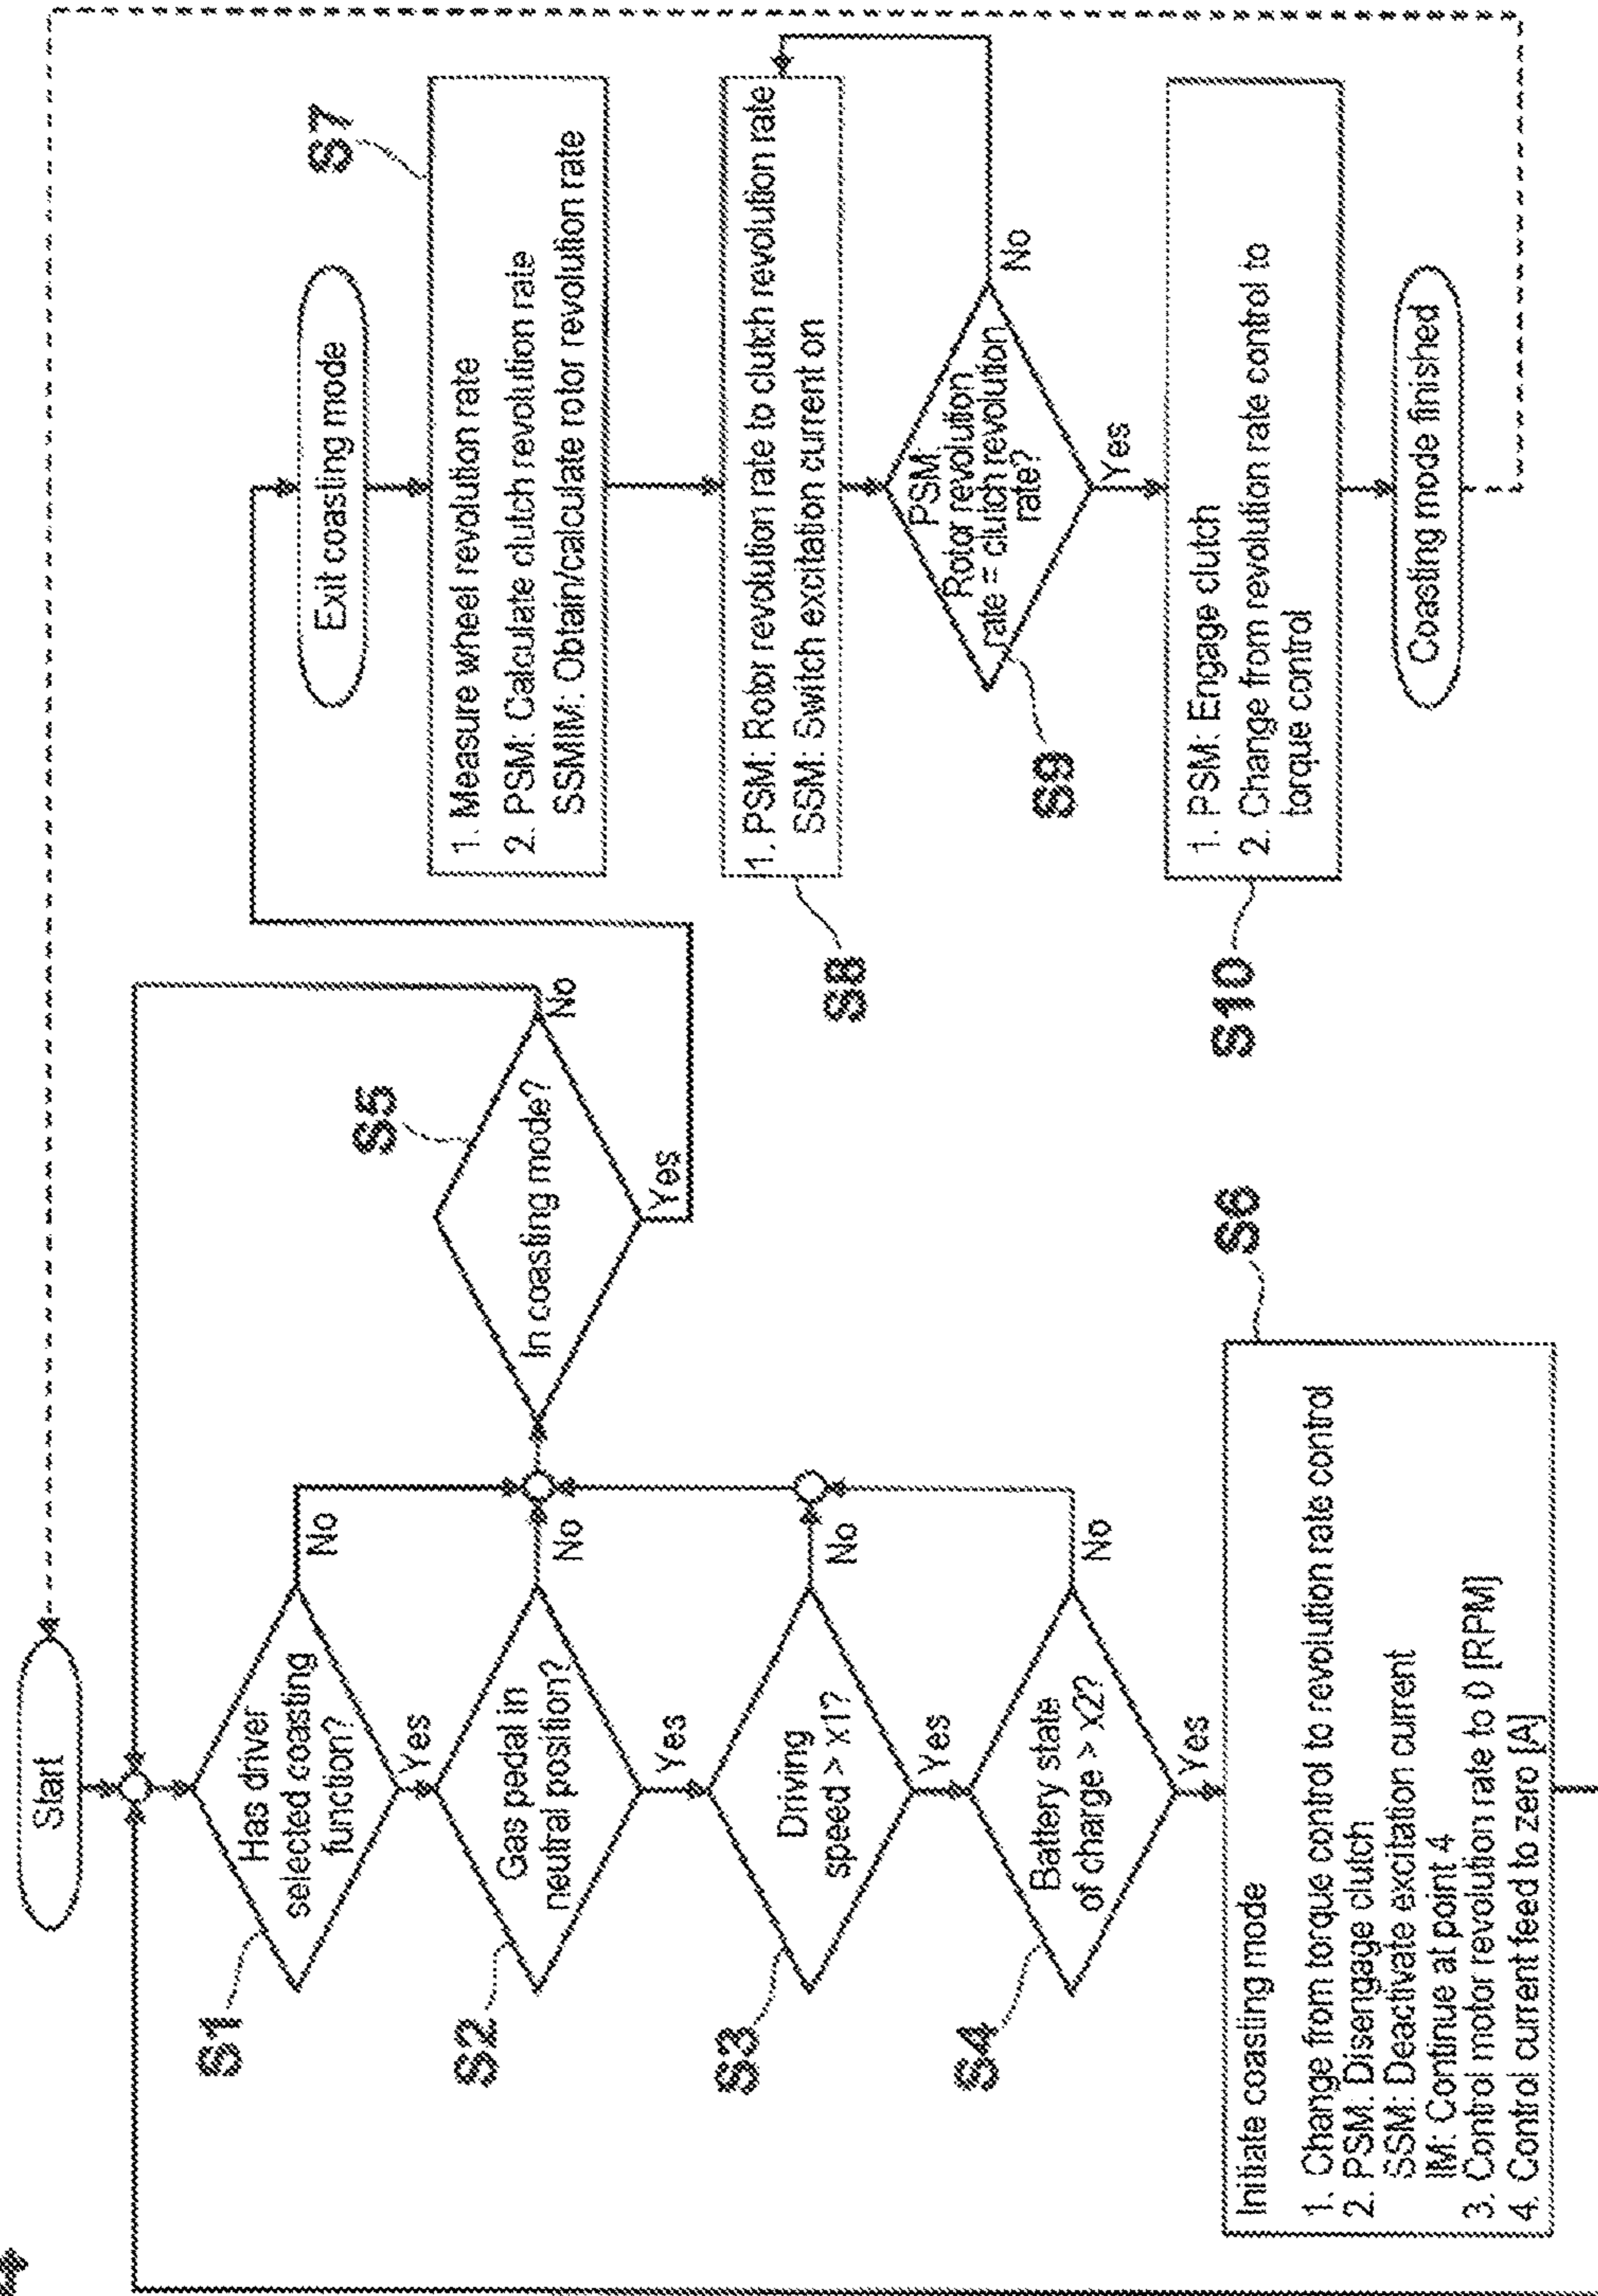 Start
Has driver
selected coasting
function?
S1
No
Yes
Gas pedal in
neutral position?
S2
No
Yes
Driving
speed > x1?
S3
No
Yes
Battery state
of charge > x2?
S4
No
Yes
In coasting mode?
S5
No
Yes
Initiate coasting mode
1. Change from torque control to revolution rate control
2. PSM: Disengage clutch
SSM: Deactivate excitation current
IM: Continue at point 4
3. Control motor revolution rate to 0 [RPM]
4. Control current feed to zero [A]
S6
Exit coasting mode
S7
1. Measure wheel revolution rate
2. PSM: Calculate clutch revolution rate
SSMIM: Obtain/calculate rotor revolution rate
S8
1. PSM: Rotor revolution rate to clutch revolution rate
SSM: Switch excitation current on
PSM:
Rotor revolution
rate = clutch revolution
rate?
S9
No
Yes
S10
1. PSM: Engage clutch
2. Change from revolution rate control to
torque control
Coasting mode finished